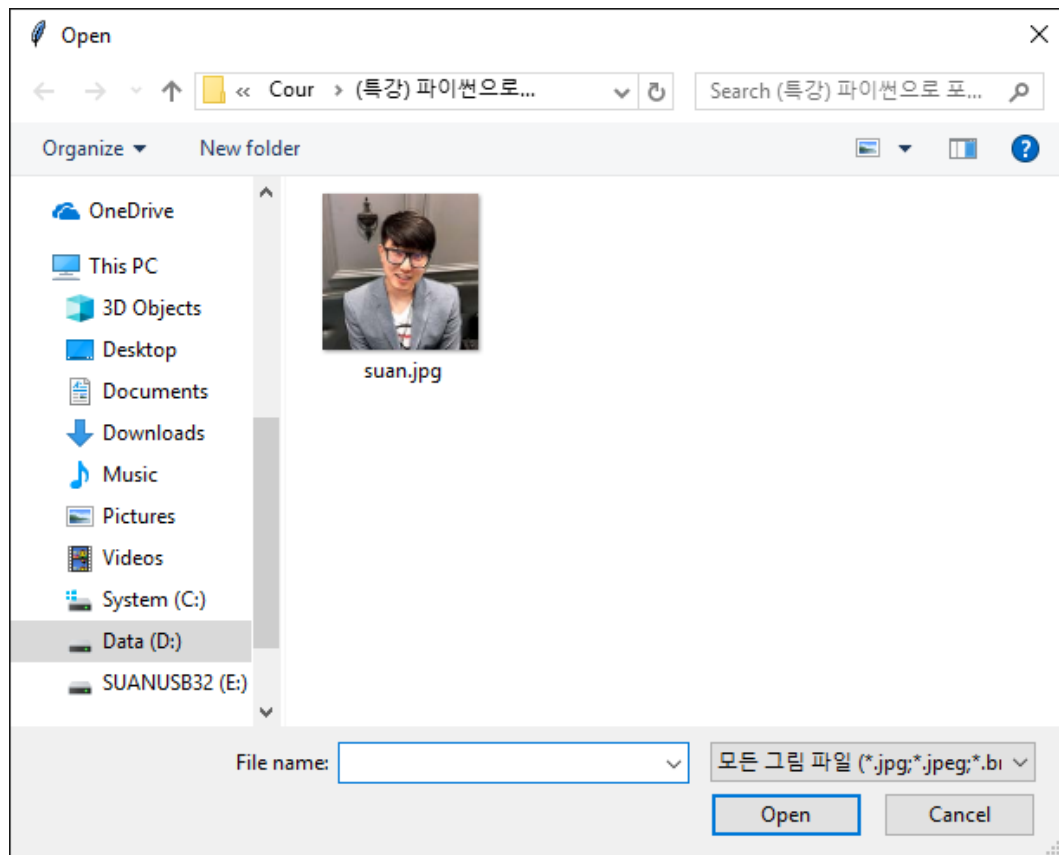 Open
« Cour › (특강) 파이썬으로...
Search (특강) 파이썬으로 포...
Organize
New folder
?
OneDrive
This PC
3D Objects
Desktop
Documents
Downloads
Music
Pictures
Videos
System (C:)
Data (D:)
SUANUSB32 (E:)
suan.jpg
File name:
모든 그림 파일 (*.jpg;*.jpeg;*.b
Open
Cancel